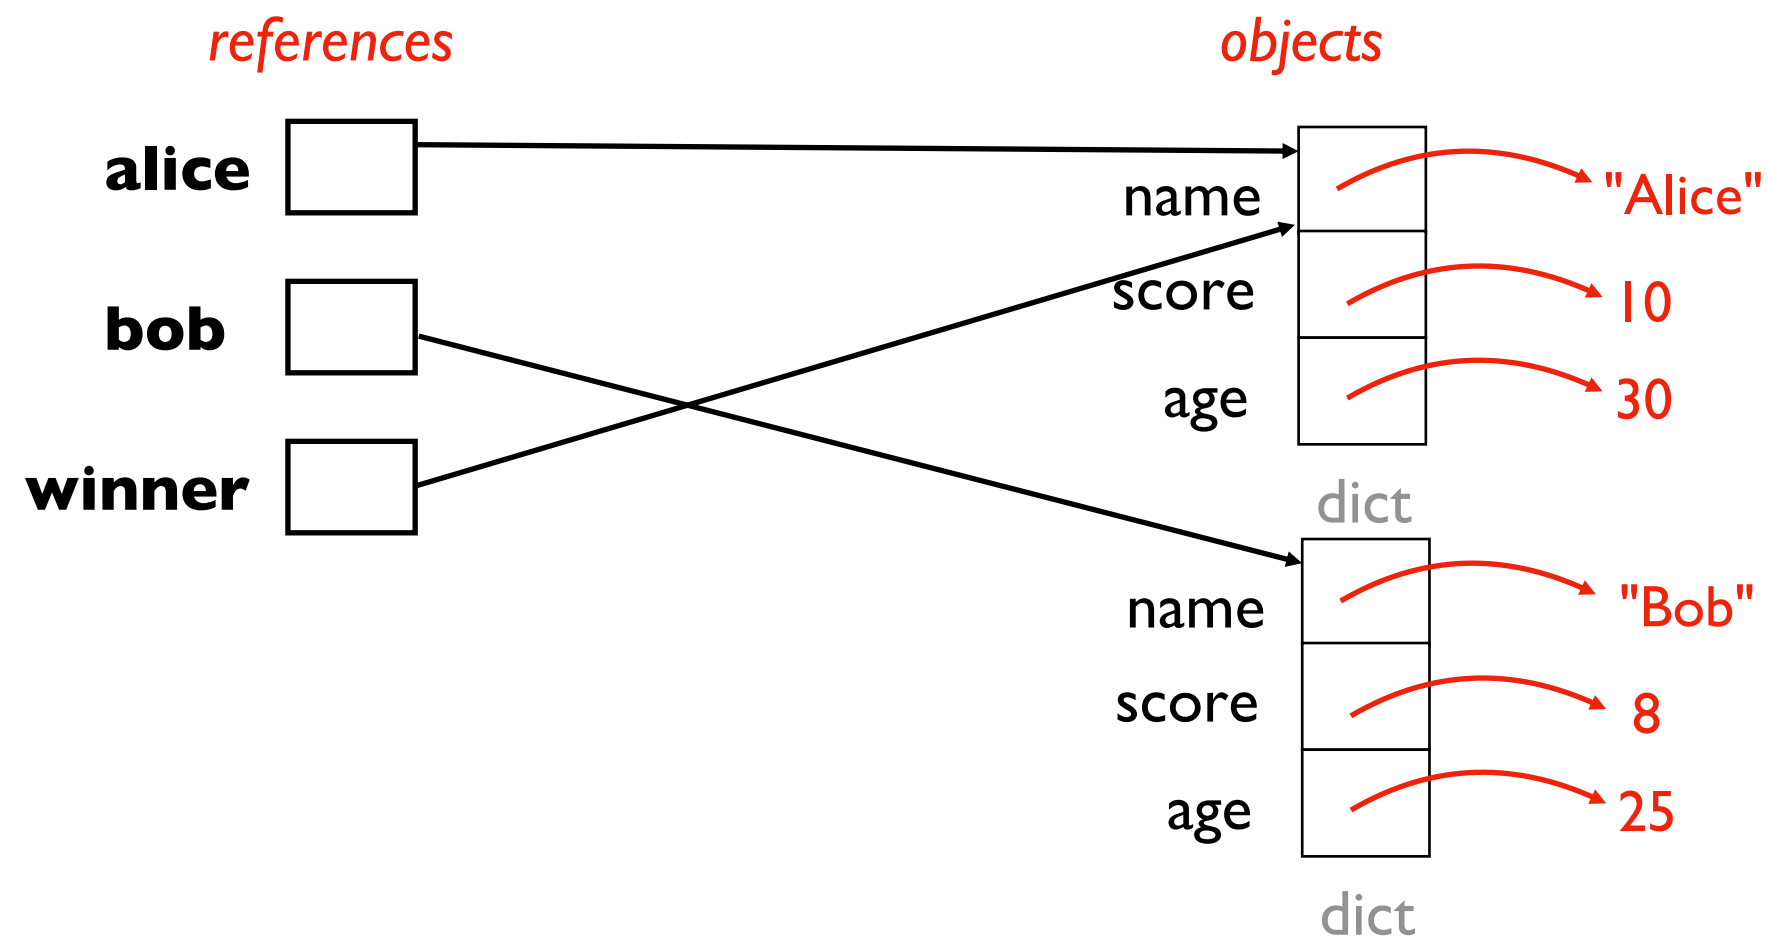 references
objects
alice
name
"Alice"
score
10
bob
age
30
winner
dict
name
"Bob"
score
8
age
25
dict